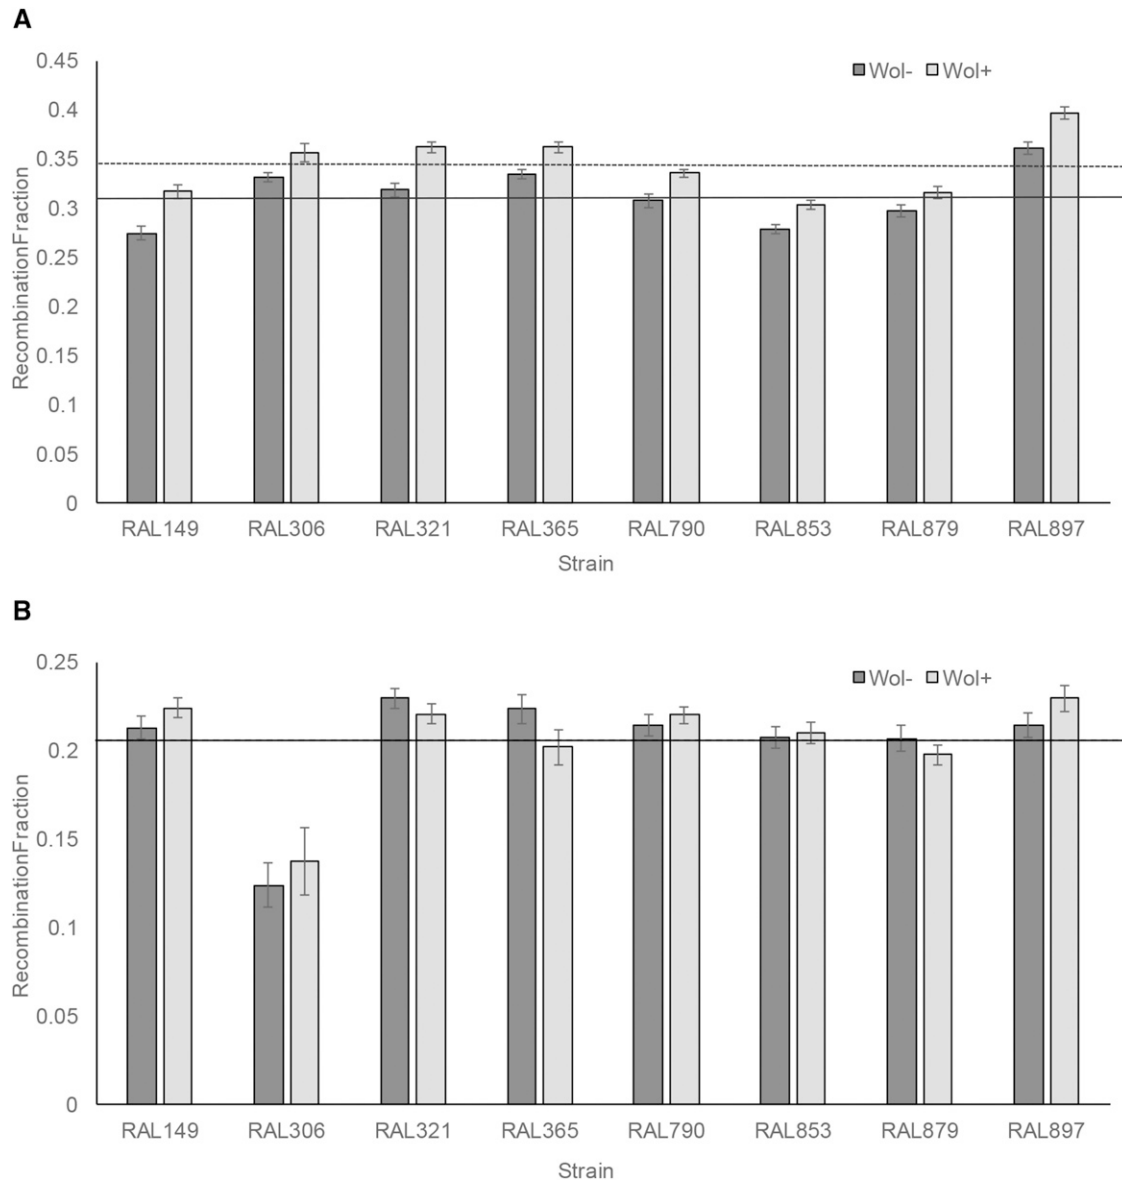 A
0.45
0.4
0.35
0.3
0.25
0.2
0.15
0.1
0.05
0
RecombinationFraction
Wol- Wol+
RAL149 RAL306 RAL321 RAL365 RAL790 RAL853 RAL879 RAL897
Strain
B
0.25
0.2
0.15
0.1
0.05
0
RecombinationFraction
Wol- Wol+
RAL149 RAL306 RAL321 RAL365 RAL790 RAL853 RAL879 RAL897
Strain